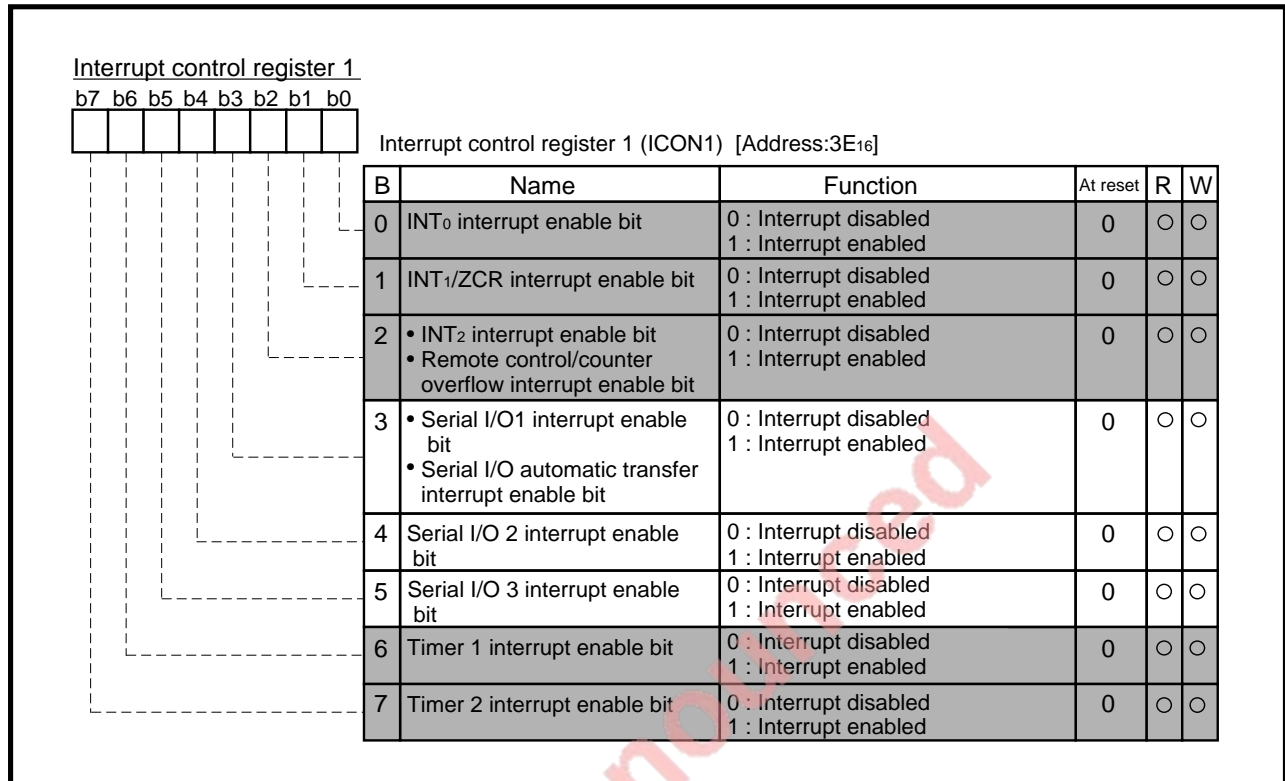 Interrupt control register 1
b7 b6 b5 b4 b3 b2 b1 b0
Interrupt control register 1 (ICON1) [Address:3E16]
B Name Function At reset R W
0 INT0 interrupt enable bit 0 : Interrupt disabled 0 ○ ○
1 : Interrupt enabled
1 INT1/ZCR interrupt enable bit 0 : Interrupt disabled 0 ○ ○
1 : Interrupt enabled
2 • INT2 interrupt enable bit 0 : Interrupt disabled 0 ○ ○
• Remote control/counter 1 : Interrupt enabled
overflow interrupt enable bit
3 • Serial I/O1 interrupt enable 0 : Interrupt disabled 0 ○ ○
bit 1 : Interrupt enabled
• Serial I/O automatic transfer
interrupt enable bit
4 Serial I/O 2 interrupt enable 0 : Interrupt disabled 0 ○ ○
bit 1 : Interrupt enabled
5 Serial I/O 3 interrupt enable 0 : Interrupt disabled 0 ○ ○
bit 1 : Interrupt enabled
6 Timer 1 interrupt enable bit 0 : Interrupt disabled 0 ○ ○
1 : Interrupt enabled
7 Timer 2 interrupt enable bit 0 : Interrupt disabled 0 ○ ○
1 : Interrupt enabled